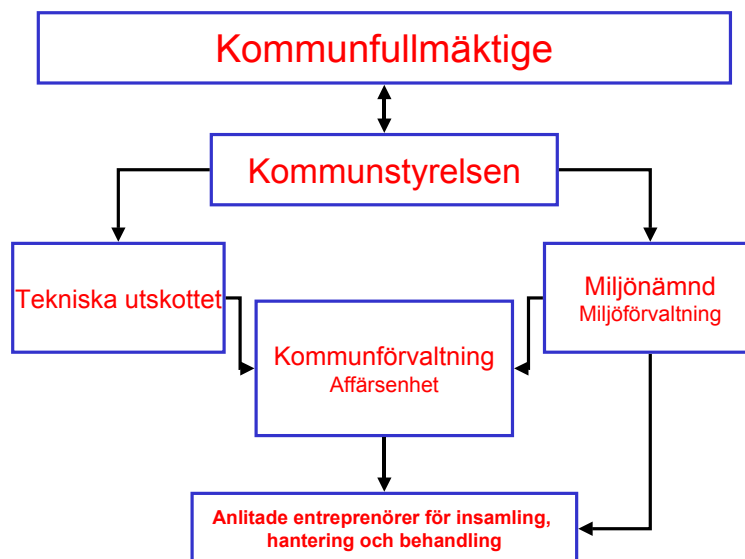 Kommunfullmäktige
Kommunstyrelsen
Tekniska utskottet
Miljönämnd
Miljöförvaltning
Kommunförvaltning
Affärsenhet
Anlitade entreprenörer för insamling,
hantering och behandling